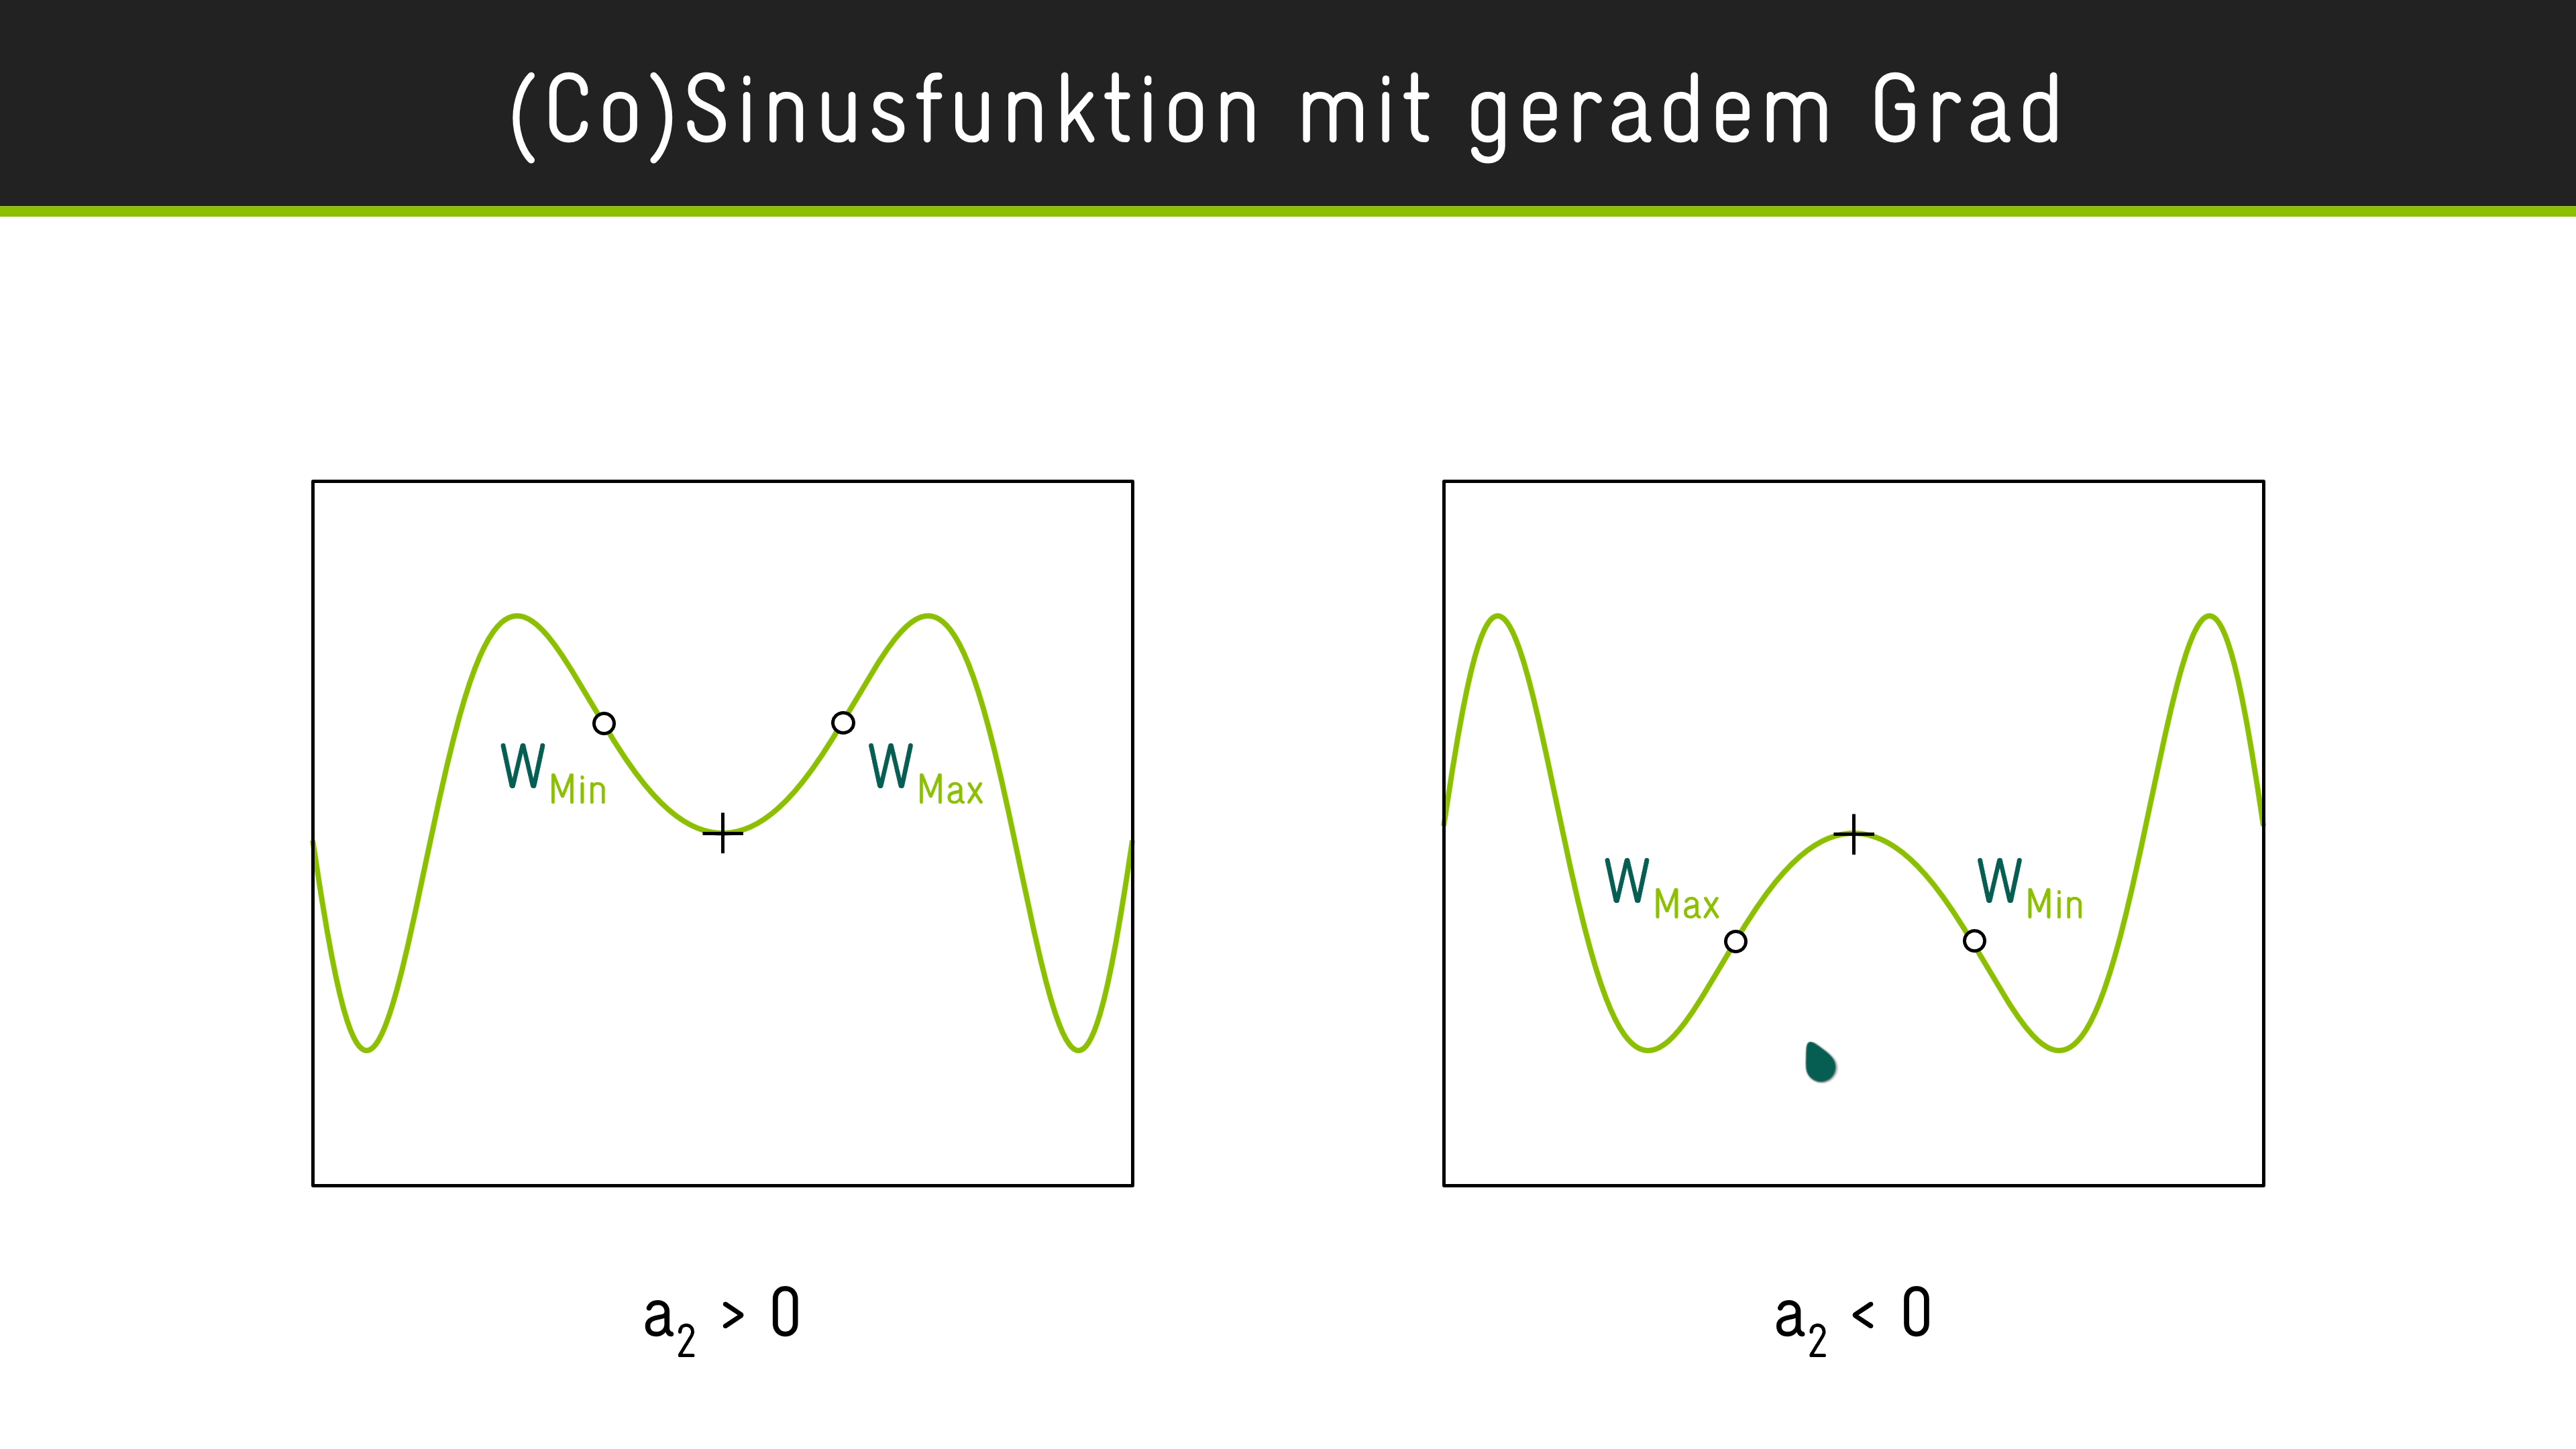 (Co)Sinusfunktion mit geradem Grad
W Min
W Max
W Max
W Min
a₂ > 0
a₂ < 0